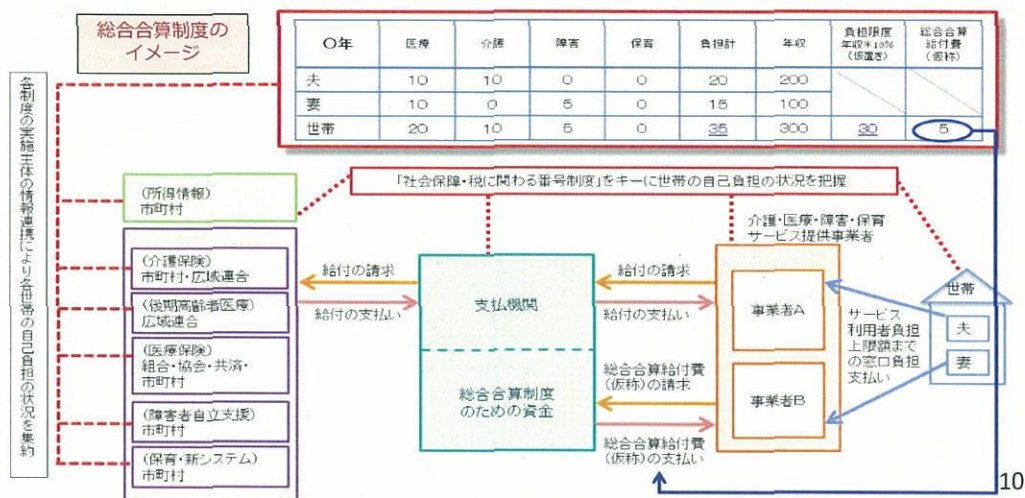 総合合算制度の
イメージ
〇年 医療 介護 障害 保育 負担計 年収 負担限度 年収※10% (仮置き) 総合合算 給付費 (仮称)
夫 10 10 0 0 20 200
妻 10 0 5 0 15 100
世帯 20 10 5 0 35 300 30 5
各制度の実施主体の情報連携により各世帯の自己負担の状況を集約
「社会保障・税に関わる番号制度」をキーに世帯の自己負担の状況を把握
(所得情報)
市町村
(介護保険)
市町村・広域連合
(後期高齢者医療)
広域連合
(医療保険)
組合・協会・共済・
市町村
(障害者自立支援)
市町村
(保育・新システム)
市町村
給付の請求
給付の支払い
支払機関
総合合算制度
のための資金
給付の請求
給付の支払い
総合合算給付費
(仮称)の請求
総合合算給付費
(仮称)の支払い
介護・医療・障害・保育
サービス提供事業者
事業者A
事業者B
サービス
利用者負担
上限額まで
の窓口負担
支払い
世帯
夫
妻
10